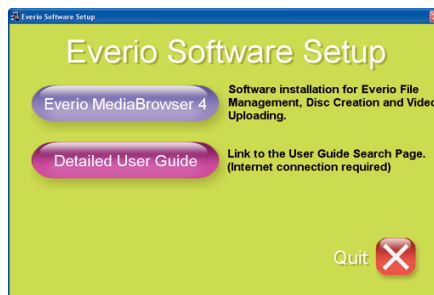 Everio Software Setup
Everio Software Setup
Everio MediaBrowser 4
Software installation for Everio File
Management, Disc Creation and Video
Uploading.
Detailed User Guide
Link to the User Guide Search Page.
(Internet connection required)
Quit